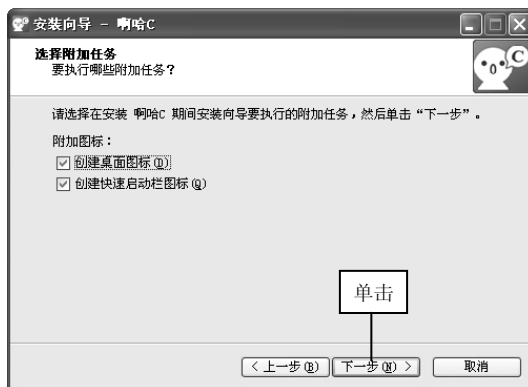 安装向导 - 啊哈C
选择附加任务
要执行哪些附加任务？
C
请选择在安装 啊哈C 期间安装向导要执行的附加任务，然后单击“下一步”。
附加图标：
创建桌面图标(D)
创建快速启动栏图标(Q)
单击
< 上一步(B) 下一步(N) > 取消